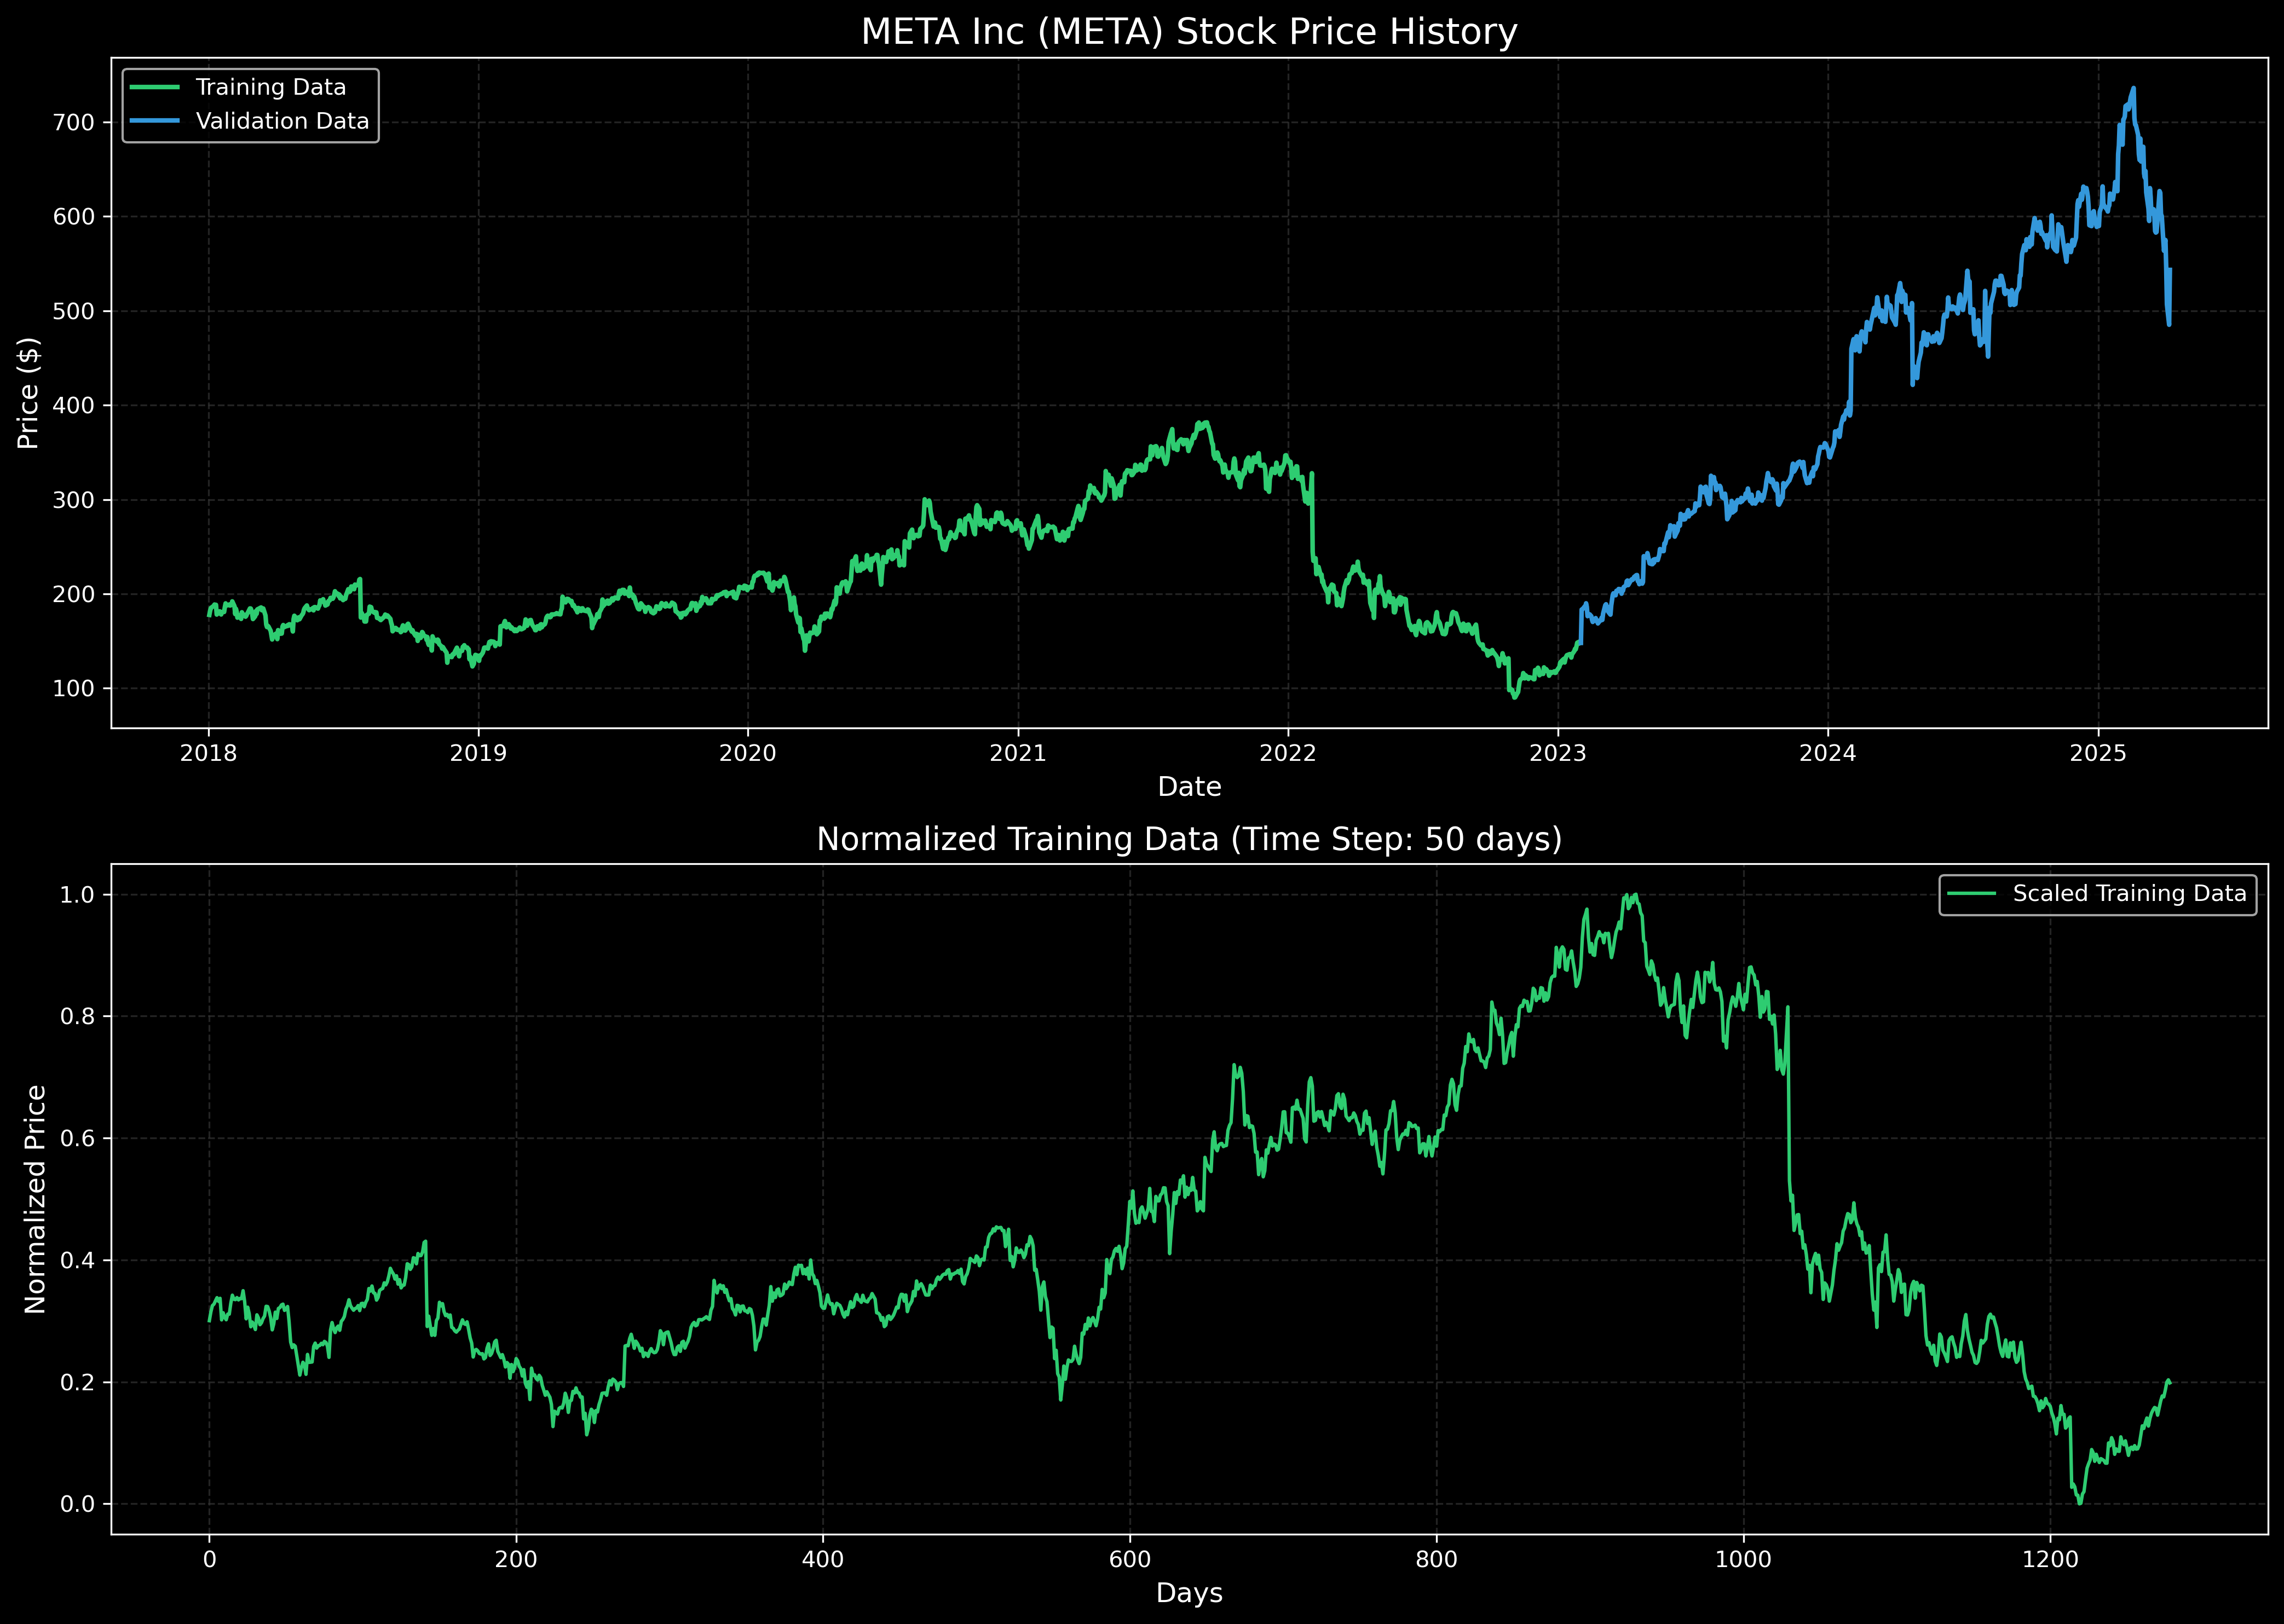 META Inc (META) Stock Price History
Training Data
Validation Data
Price ($)
700
600
500
400
300
200
100
2018 2019 2020 2021 2022 2023 2024 2025
Date
Normalized Training Data (Time Step: 50 days)
Scaled Training Data
Normalized Price
1.0
0.8
0.6
0.4
0.2
0.0
0 200 400 600 800 1000 1200
Days